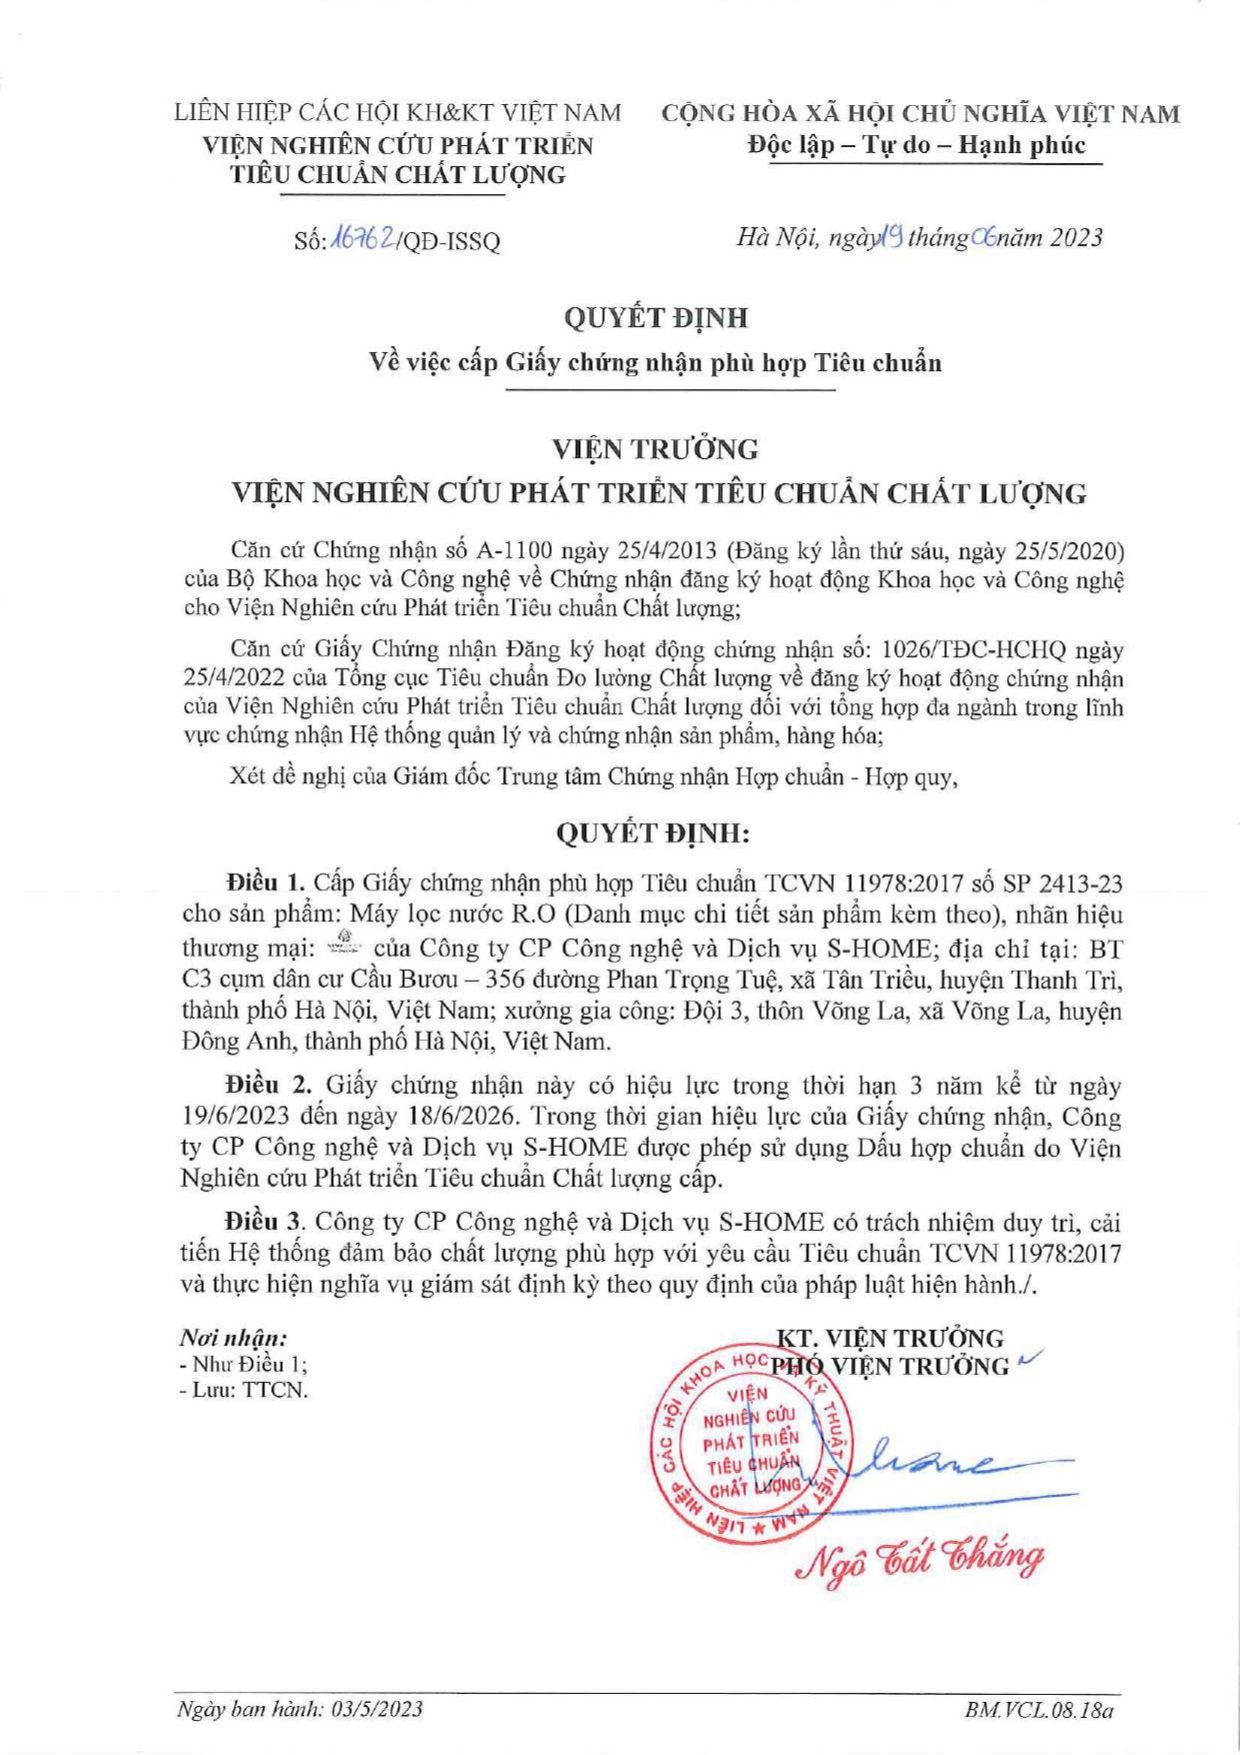 LIÊN HIỆP CÁC HỘI KH&KT VIỆT NAM
VIỆN NGHIÊN CỨU PHÁT TRIỂN
TIÊU CHUẨN CHẤT LƯỢNG
CỘNG HÒA XÃ HỘI CHỦ NGHĨA VIỆT NAM
Độc lập – Tự do – Hạnh phúc
Số: 16762/QĐ-ISSQ
Hà Nội, ngày 19 tháng 06 năm 2023
QUYẾT ĐỊNH
Về việc cấp Giấy chứng nhận phù hợp Tiêu chuẩn
VIỆN TRƯỞNG
VIỆN NGHIÊN CỨU PHÁT TRIỂN TIÊU CHUẨN CHẤT LƯỢNG
Căn cứ Chứng nhận số A-1100 ngày 25/4/2013 (Đăng ký lần thứ sáu, ngày 25/5/2020)
của Bộ Khoa học và Công nghệ về Chứng nhận đăng ký hoạt động Khoa học và Công nghệ
cho Viện Nghiên cứu Phát triển Tiêu chuẩn Chất lượng;
Căn cứ Giấy Chứng nhận Đăng ký hoạt động chứng nhận số: 1026/TĐC-HCHQ ngày
25/4/2022 của Tổng cục Tiêu chuẩn Đo lường Chất lượng về đăng ký hoạt động chứng nhận
của Viện Nghiên cứu Phát triển Tiêu chuẩn Chất lượng đối với tổng hợp đa ngành trong lĩnh
vực chứng nhận Hệ thống quản lý và chứng nhận sản phẩm, hàng hóa;
Xét đề nghị của Giám đốc Trung tâm Chứng nhận Hợp chuẩn - Hợp quy,
QUYẾT ĐỊNH:
Điều 1. Cấp Giấy chứng nhận phù hợp Tiêu chuẩn TCVN 11978:2017 số SP 2413-23
cho sản phẩm: Máy lọc nước R.O (Danh mục chi tiết sản phẩm kèm theo), nhãn hiệu
thương mại: của Công ty CP Công nghệ và Dịch vụ S-HOME; địa chỉ tại: BT
C3 cụm dân cư Cầu Bươu – 356 đường Phan Trọng Tuệ, xã Tân Triều, huyện Thanh Trì,
thành phố Hà Nội, Việt Nam; xưởng gia công: Đội 3, thôn Võng La, xã Võng La, huyện
Đông Anh, thành phố Hà Nội, Việt Nam.
Điều 2. Giấy chứng nhận này có hiệu lực trong thời hạn 3 năm kể từ ngày
19/6/2023 đến ngày 18/6/2026. Trong thời gian hiệu lực của Giấy chứng nhận, Công
ty CP Công nghệ và Dịch vụ S-HOME được phép sử dụng Dấu hợp chuẩn do Viện
Nghiên cứu Phát triển Tiêu chuẩn Chất lượng cấp.
Điều 3. Công ty CP Công nghệ và Dịch vụ S-HOME có trách nhiệm duy trì, cải
tiến Hệ thống đảm bảo chất lượng phù hợp với yêu cầu Tiêu chuẩn TCVN 11978:2017
và thực hiện nghĩa vụ giám sát định kỳ theo quy định của pháp luật hiện hành./.
Nơi nhận:
- Như Điều 1;
- Lưu: TTCN.
KT. VIỆN TRƯỞNG
PHÓ VIỆN TRƯỞNG
LIÊN HIỆP CÁC HỘI KHOA HỌC VÀ KỸ THUẬT VIỆT NAM
VIỆN
NGHIÊN CỨU
PHÁT TRIỂN
TIÊU CHUẨN
CHẤT LƯỢNG
Ngô Tất Thắng
Ngày ban hành: 03/5/2023
BM.VCL.08.18a